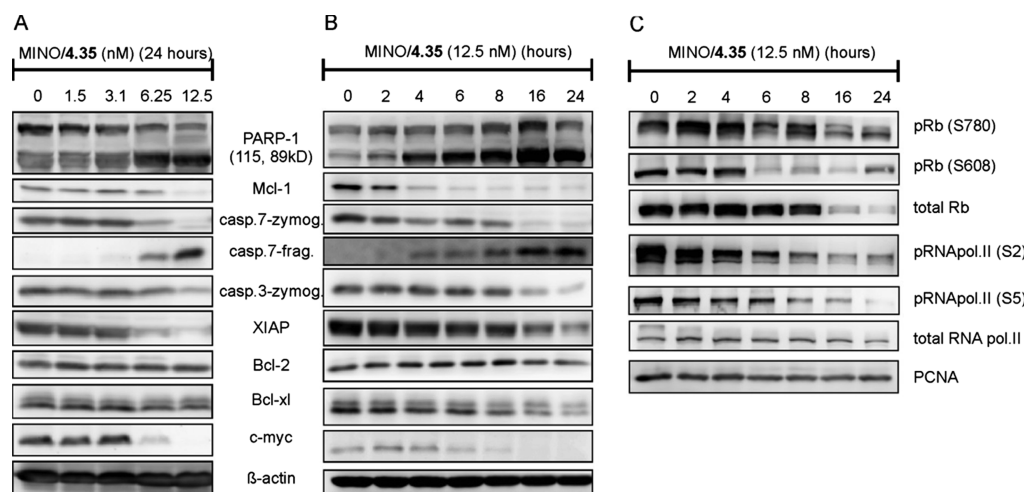 A
MINO/4.35 (nM) (24 hours)
0 1.5 3.1 6.25 12.5
B
MINO/4.35 (12.5 nM) (hours)
0 2 4 6 8 16 24
PARP-1
(115, 89kD)
Mcl-1
casp.7-zymog.
casp.7-frag.
casp.3-zymog.
XIAP
Bcl-2
Bcl-xl
c-myc
ß-actin
C
MINO/4.35 (12.5 nM) (hours)
0 2 4 6 8 16 24
pRb (S780)
pRb (S608)
total Rb
pRNApol.II (S2)
pRNApol.II (S5)
total RNA pol.II
PCNA